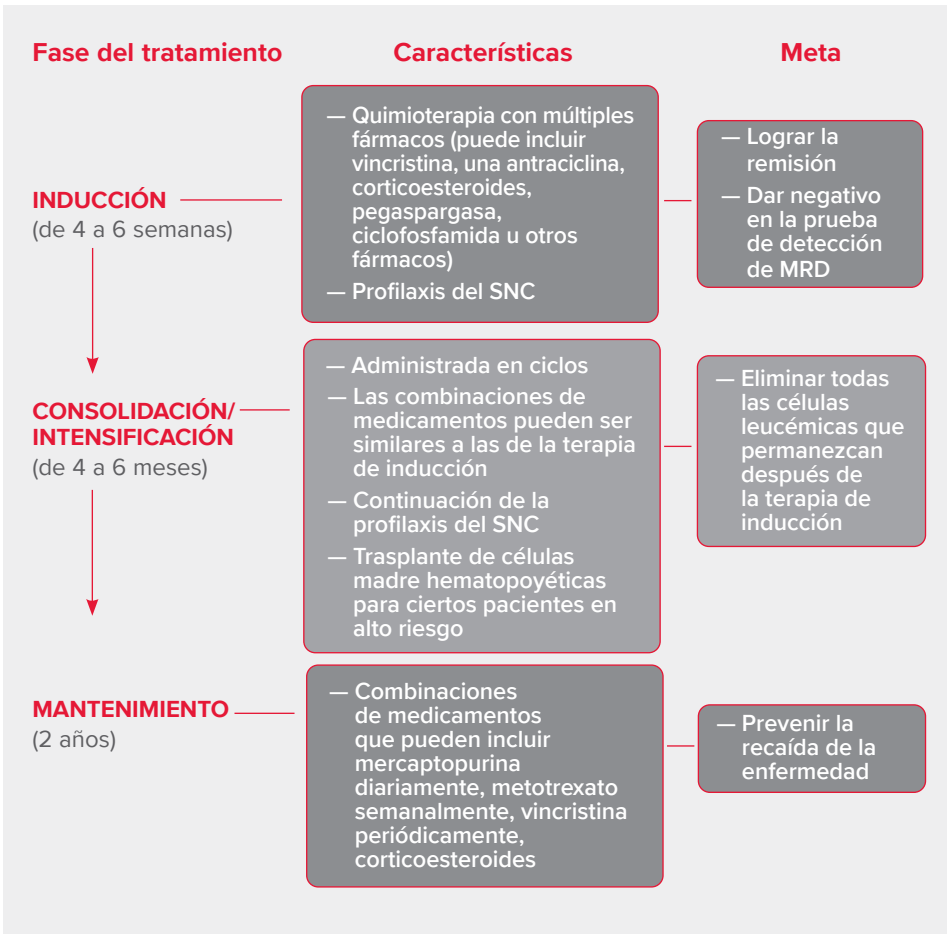 Fase del tratamiento
Características
Meta
INDUCCIÓN
(de 4 a 6 semanas)
— Quimioterapia con múltiples
fármacos (puede incluir
vincristina, una antraciclina,
corticoesteroides,
pegaspargasa,
ciclofosfamida u otros
fármacos)
— Profilaxis del SNC
— Lograr la
remisión
— Dar negativo
en la prueba
de detección
de MRD
CONSOLIDACIÓN/
INTENSIFICACIÓN
(de 4 a 6 meses)
— Administrada en ciclos
— Las combinaciones de
medicamentos pueden ser
similares a las de la terapia
de inducción
— Continuación de la
profilaxis del SNC
— Trasplante de células
madre hematopoyéticas
para ciertos pacientes en
alto riesgo
— Eliminar todas
las células
leucémicas que
permanezcan
después de
la terapia de
inducción
MANTENIMIENTO
(2 años)
— Combinaciones
de medicamentos
que pueden incluir
mercaptopurina
diariamente, metotrexato
semanalmente, vincristina
periódicamente,
corticoesteroides
— Prevenir la
recaída de la
enfermedad